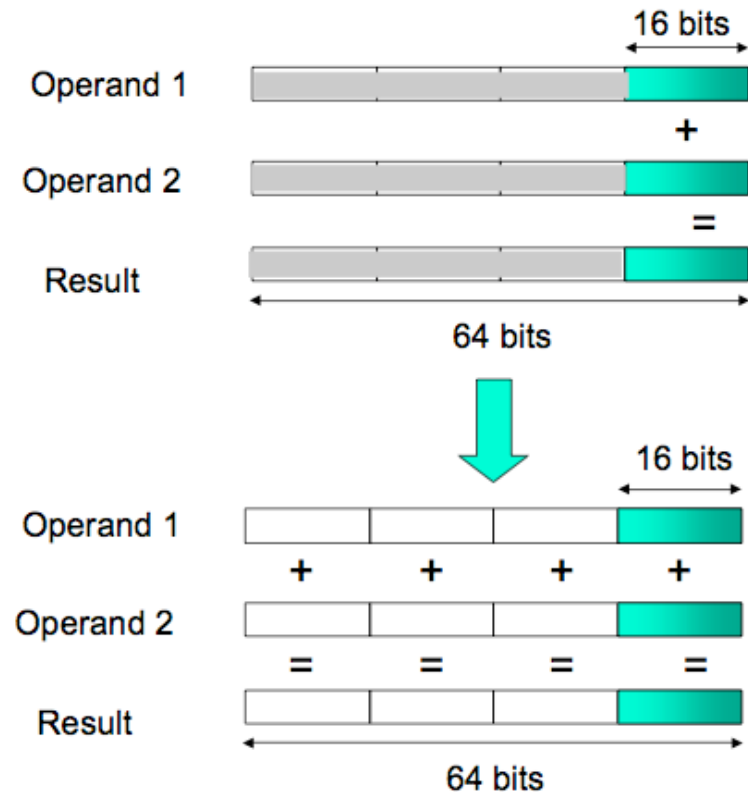 16 bits
Operand 1
+
Operand 2
=
Result
64 bits
16 bits
Operand 1
+ + + +
Operand 2
= = = =
Result
64 bits